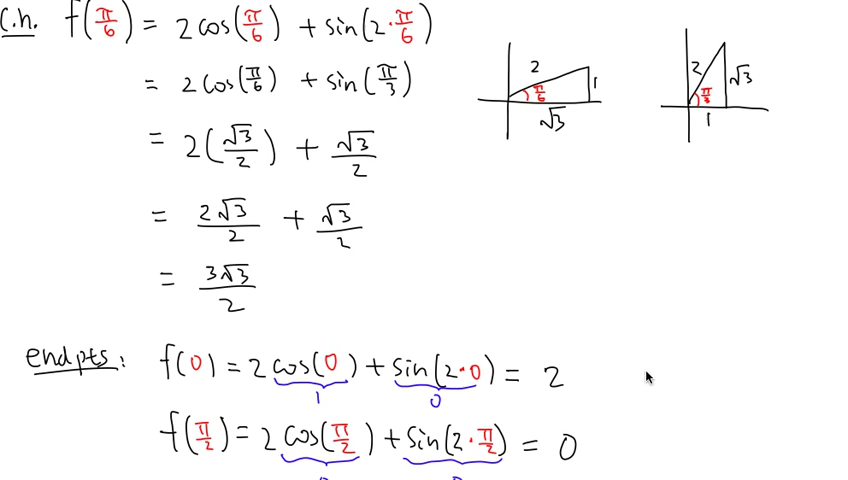 c.n. f(π/6) = 2cos(π/6) + sin(2·π/6)
= 2cos(π/6) + sin(π/3)
= 2(√3/2) + √3/2
= 2√3/2 + √3/2
= 3√3/2
2 1 π/6 √3
2 √3 π/3 1
endpts: f(0) = 2cos(0) + sin(2·0) = 2
1 0
f(π/2) = 2cos(π/2) + sin(2·π/2) = 0